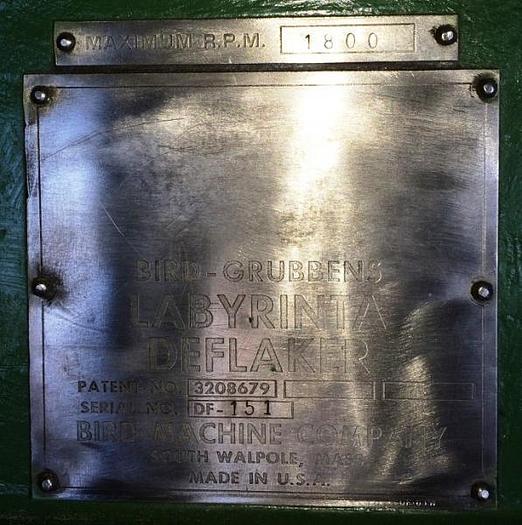 MAXIMUM R.P.M. 1800
BIRD-GRUBBENS
LABYRINTA
DEFLAKER
PATENT NO. 3208679
SERIAL NO. DF-151
BIRD MACHINE COMPANY
SOUTH WALPOLE, MASS.
MADE IN U.S.A.